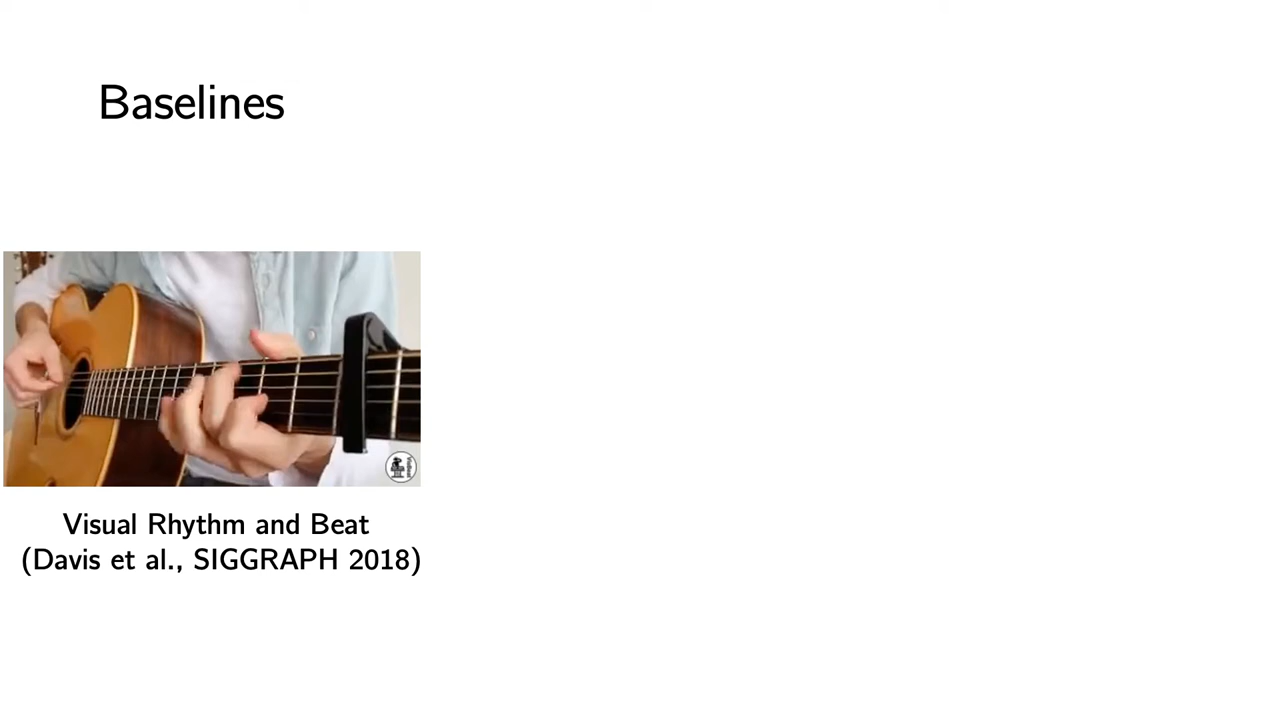 Baselines
Visual Rhythm and Beat
(Davis et al., SIGGRAPH 2018)